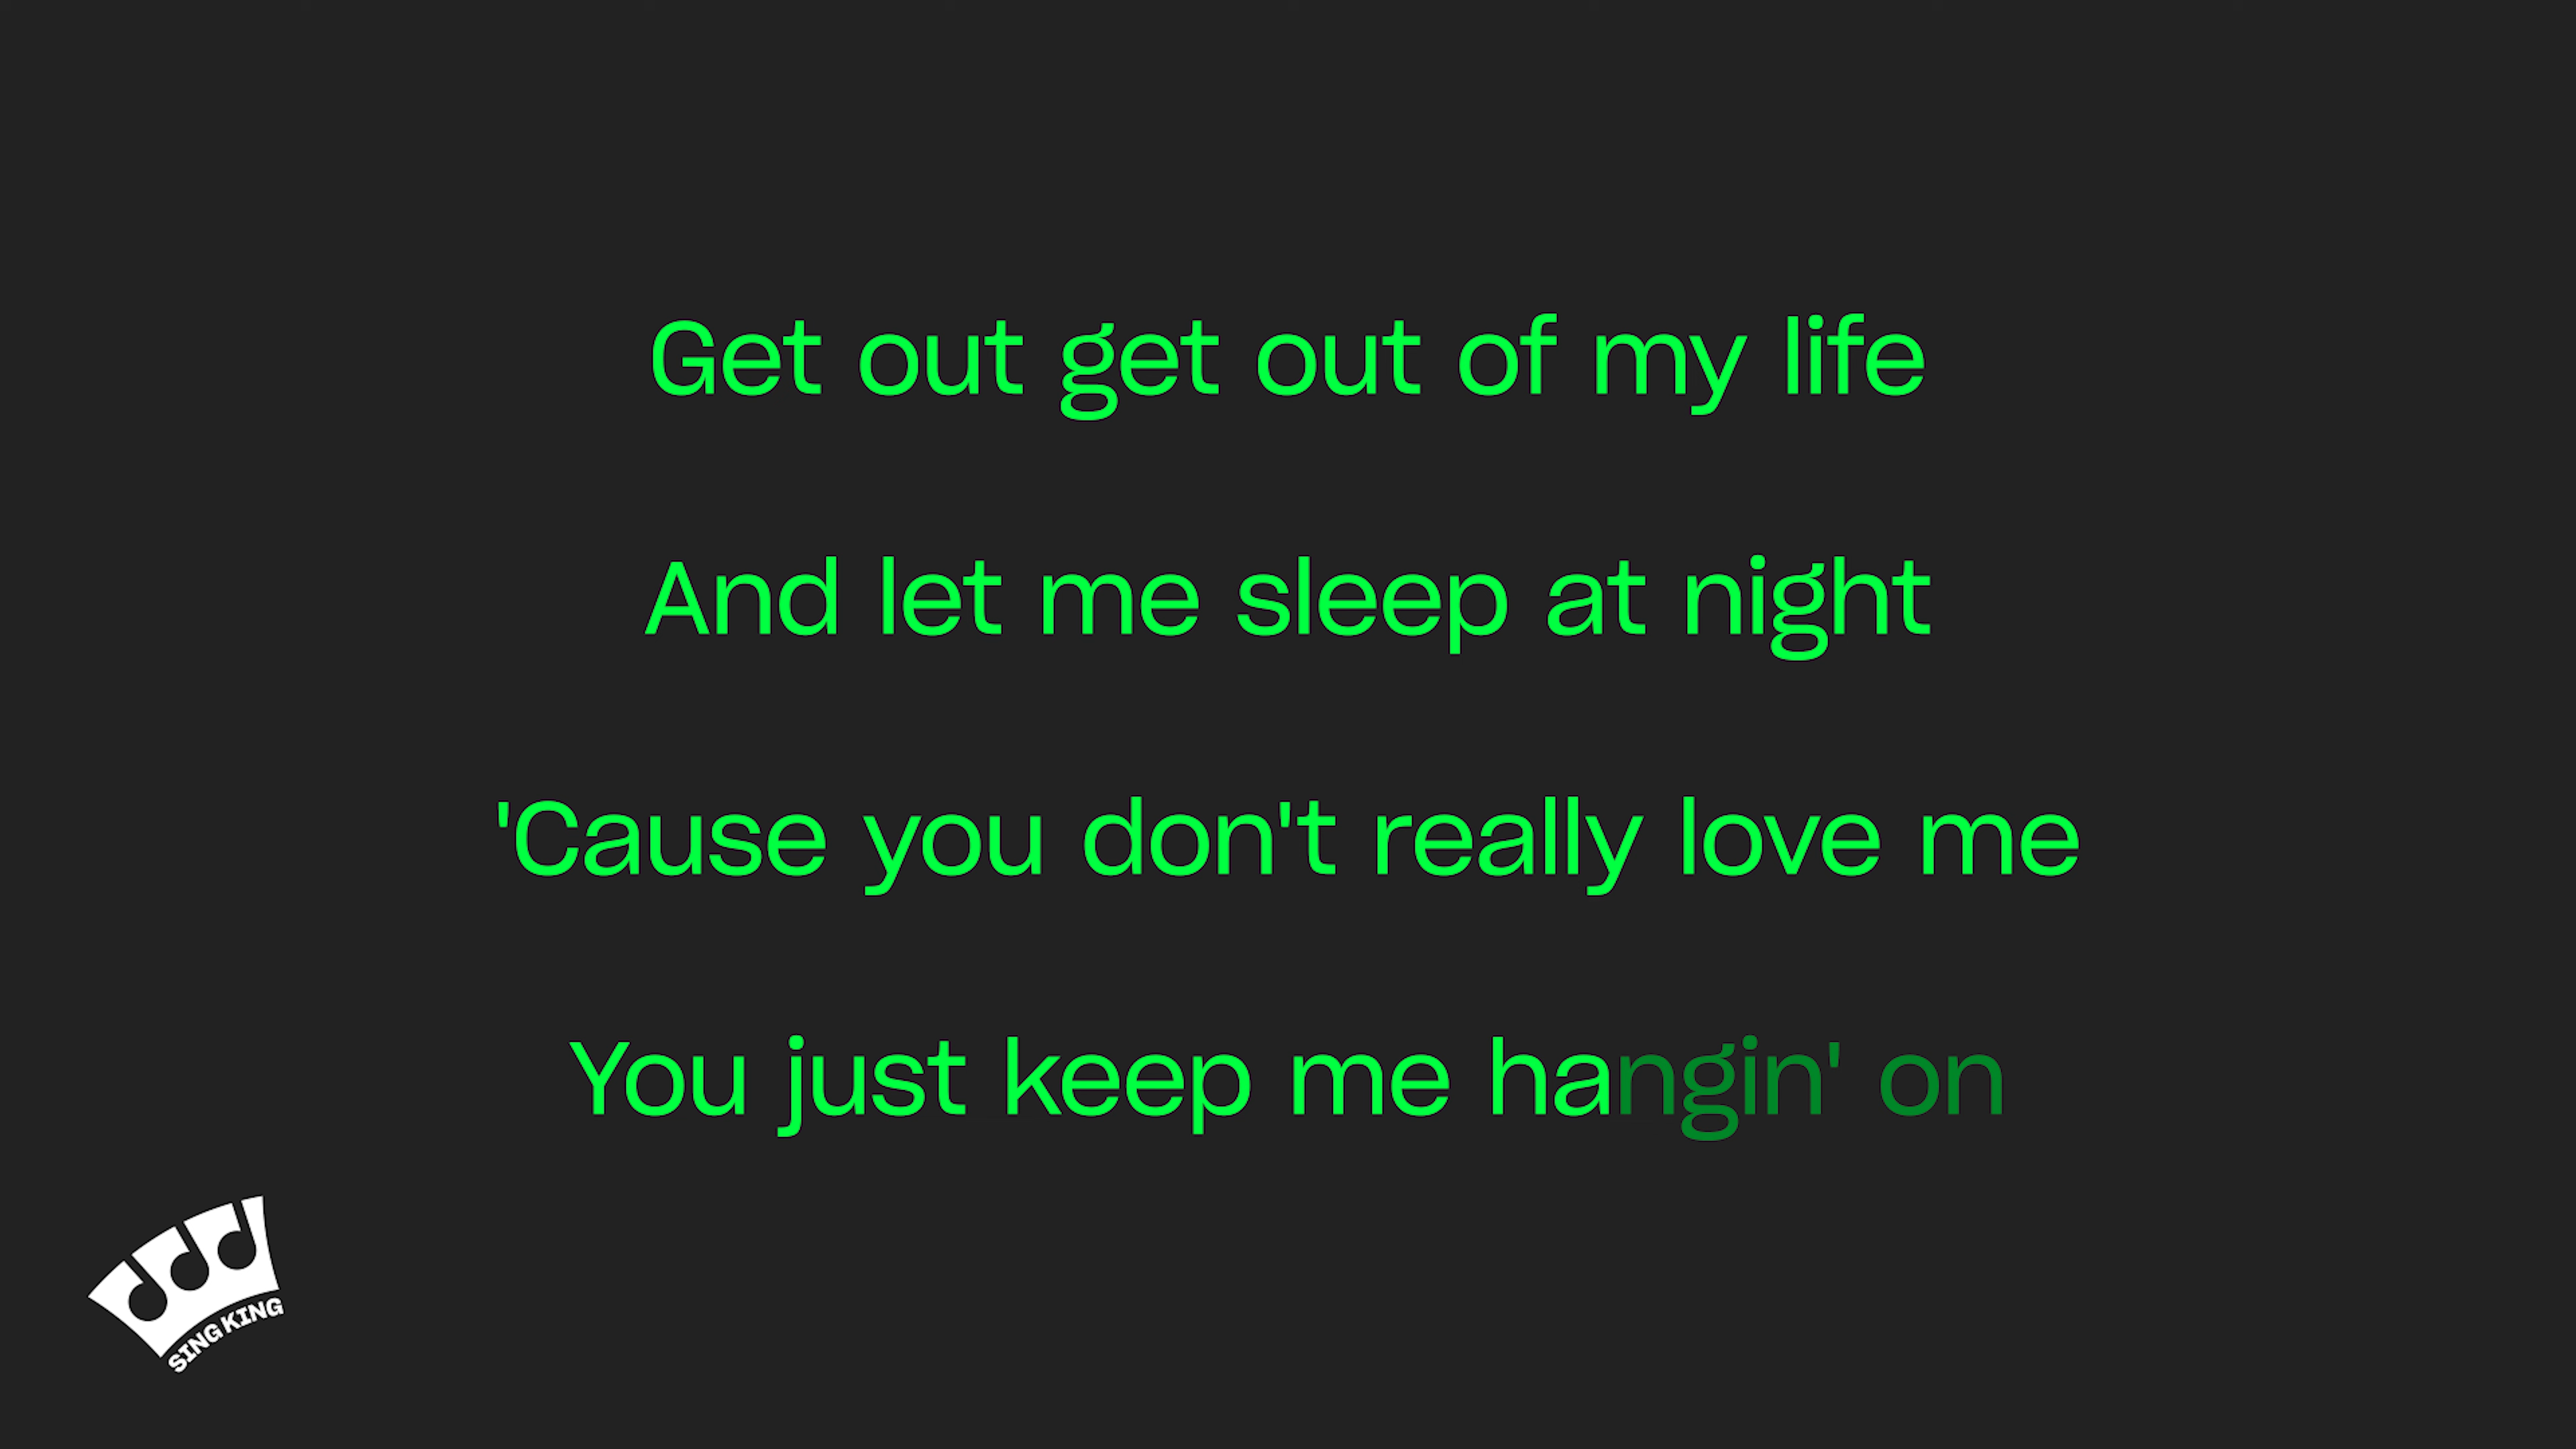 Get out get out of my life
And let me sleep at night
'Cause you don't really love me
You just keep me hangin' on
SING KING